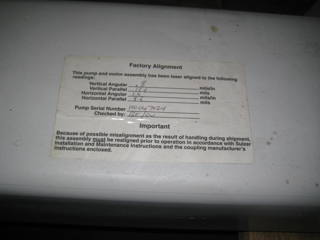 Factory Alignment
This pump and motor assembly has been laser aligned to the following
readings:
Vertical Angular mils/in
Vertical Parallel mils
Horizontal Angular mils/in
Horizontal Parallel mils
Pump Serial Number
Checked by:
Important
Because of possible misalignment as the result of handling during shipment,
this assembly must be realigned prior to operation in accordance with Sulzer
Installation and Maintenance Instructions and the coupling manufacturer's
instructions enclosed.